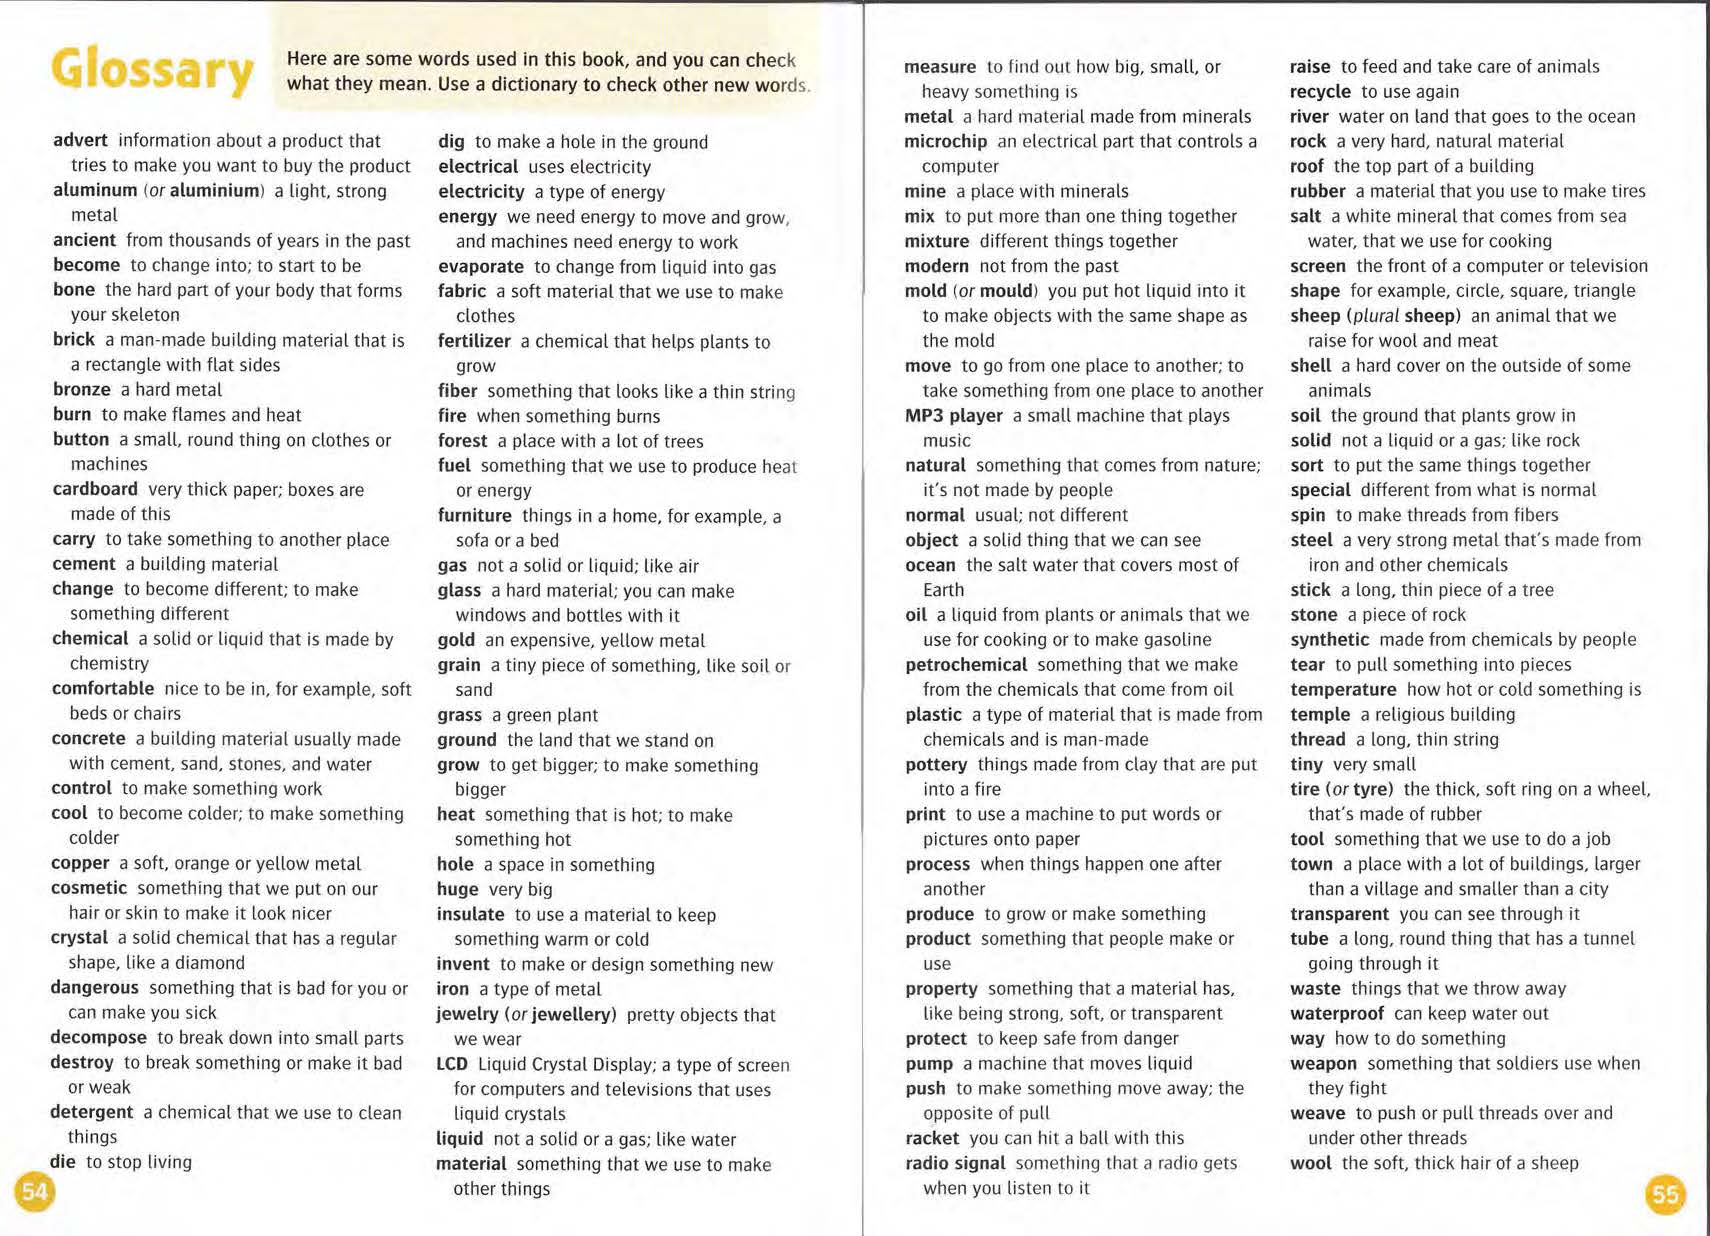 Glossary
Here are some words used in this book, and you can check
what they mean. Use a dictionary to check other new words.
advert information about a product that
tries to make you want to buy the product
aluminum (or aluminium) a light, strong
metal
ancient from thousands of years in the past
become to change into; to start to be
bone the hard part of your body that forms
your skeleton
brick a man-made building material that is
a rectangle with flat sides
bronze a hard metal
burn to make flames and heat
button a small, round thing on clothes or
machines
cardboard very thick paper; boxes are
made of this
carry to take something to another place
cement a building material
change to become different; to make
something different
chemical a solid or liquid that is made by
chemistry
comfortable nice to be in, for example, soft
beds or chairs
concrete a building material usually made
with cement, sand, stones, and water
control to make something work
cool to become colder; to make something
colder
copper a soft, orange or yellow metal
cosmetic something that we put on our
hair or skin to make it look nicer
crystal a solid chemical that has a regular
shape, like a diamond
dangerous something that is bad for you or
can make you sick
decompose to break down into small parts
destroy to break something or make it bad
or weak
detergent a chemical that we use to clean
things
die to stop living
54
dig to make a hole in the ground
electrical uses electricity
electricity a type of energy
energy we need energy to move and grow,
and machines need energy to work
evaporate to change from liquid into gas
fabric a soft material that we use to make
clothes
fertilizer a chemical that helps plants to
grow
fiber something that looks like a thin string
fire when something burns
forest a place with a lot of trees
fuel something that we use to produce heat
or energy
furniture things in a home, for example, a
sofa or a bed
gas not a solid or liquid; like air
glass a hard material; you can make
windows and bottles with it
gold an expensive, yellow metal
grain a tiny piece of something, like soil or
sand
grass a green plant
ground the land that we stand on
grow to get bigger; to make something
bigger
heat something that is hot; to make
something hot
hole a space in something
huge very big
insulate to use a material to keep
something warm or cold
invent to make or design something new
iron a type of metal
jewelry (or jewellery) pretty objects that
we wear
LCD Liquid Crystal Display; a type of screen
for computers and televisions that uses
liquid crystals
liquid not a solid or a gas; like water
material something that we use to make
other things
measure to find out how big, small, or
heavy something is
metal a hard material made from minerals
microchip an electrical part that controls a
computer
mine a place with minerals
mix to put more than one thing together
mixture different things together
modern not from the past
mold (or mould) you put hot liquid into it
to make objects with the same shape as
the mold
move to go from one place to another; to
take something from one place to another
MP3 player a small machine that plays
music
natural something that comes from nature;
it's not made by people
normal usual; not different
object a solid thing that we can see
ocean the salt water that covers most of
Earth
oil a liquid from plants or animals that we
use for cooking or to make gasoline
petrochemical something that we make
from the chemicals that come from oil
plastic a type of material that is made from
chemicals and is man-made
pottery things made from clay that are put
into a fire
print to use a machine to put words or
pictures onto paper
process when things happen one after
another
produce to grow or make something
product something that people make or
use
property something that a material has,
like being strong, soft, or transparent
protect to keep safe from danger
pump a machine that moves liquid
push to make something move away; the
opposite of pull
racket you can hit a ball with this
radio signal something that a radio gets
when you listen to it
raise to feed and take care of animals
recycle to use again
river water on land that goes to the ocean
rock a very hard, natural material
roof the top part of a building
rubber a material that you use to make tires
salt a white mineral that comes from sea
water, that we use for cooking
screen the front of a computer or television
shape for example, circle, square, triangle
sheep (plural sheep) an animal that we
raise for wool and meat
shell a hard cover on the outside of some
animals
soil the ground that plants grow in
solid not a liquid or a gas; like rock
sort to put the same things together
special different from what is normal
spin to make threads from fibers
steel a very strong metal that's made from
iron and other chemicals
stick a long, thin piece of a tree
stone a piece of rock
synthetic made from chemicals by people
tear to pull something into pieces
temperature how hot or cold something is
temple a religious building
thread a long, thin string
tiny very small
tire (or tyre) the thick, soft ring on a wheel,
that's made of rubber
tool something that we use to do a job
town a place with a lot of buildings, larger
than a village and smaller than a city
transparent you can see through it
tube a long, round thing that has a tunnel
going through it
waste things that we throw away
waterproof can keep water out
way how to do something
weapon something that soldiers use when
they fight
weave to push or pull threads over and
under other threads
wool the soft, thick hair of a sheep
55